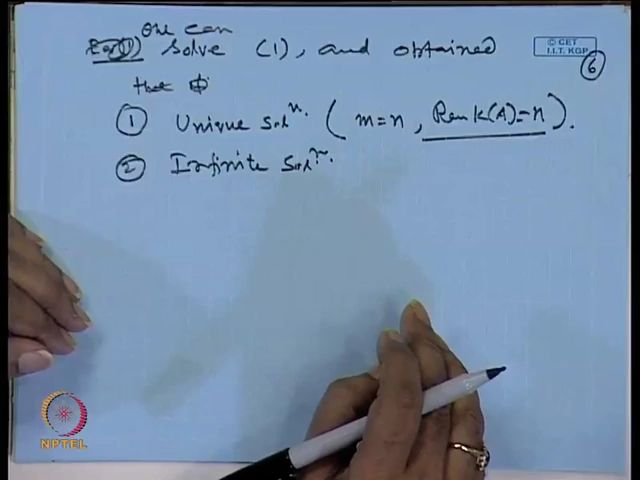 one can
Solve (1), and obtained
that
① Unique solⁿ. ( m=n, Rank(A)=n ).
② Infinite solⁿ.
© CET
I.I.T. KGP
⑥
NPTEL